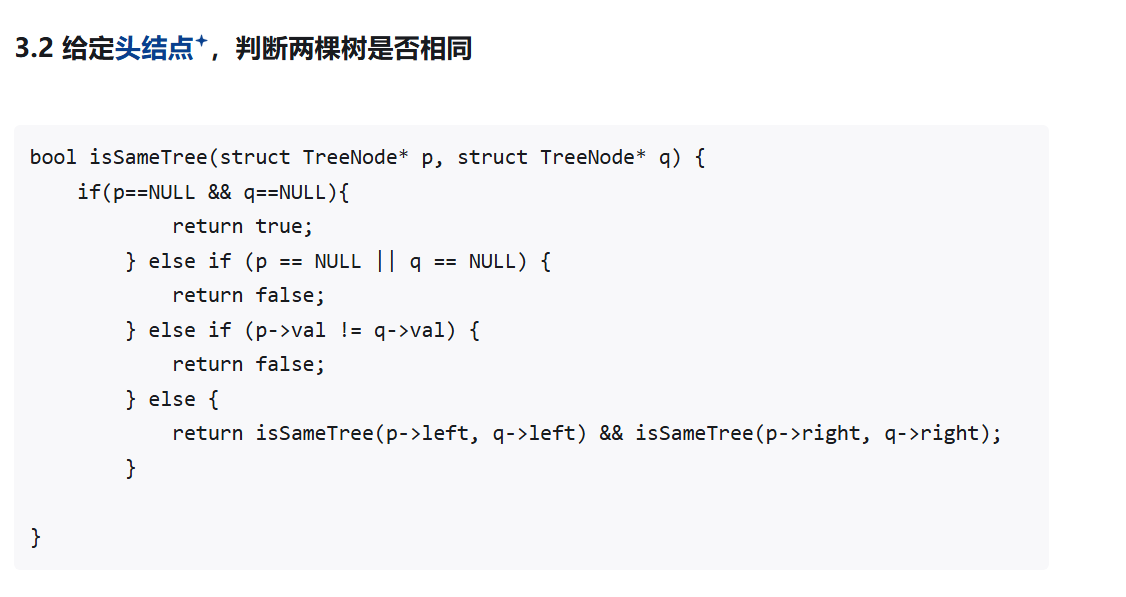 3.2 给定头结点，判断两棵树是否相同
bool isSameTree(struct TreeNode* p, struct TreeNode* q) {
    if(p==NULL && q==NULL){
            return true;
        } else if (p == NULL || q == NULL) {
            return false;
        } else if (p->val != q->val) {
            return false;
        } else {
            return isSameTree(p->left, q->left) && isSameTree(p->right, q->right);
        }
}